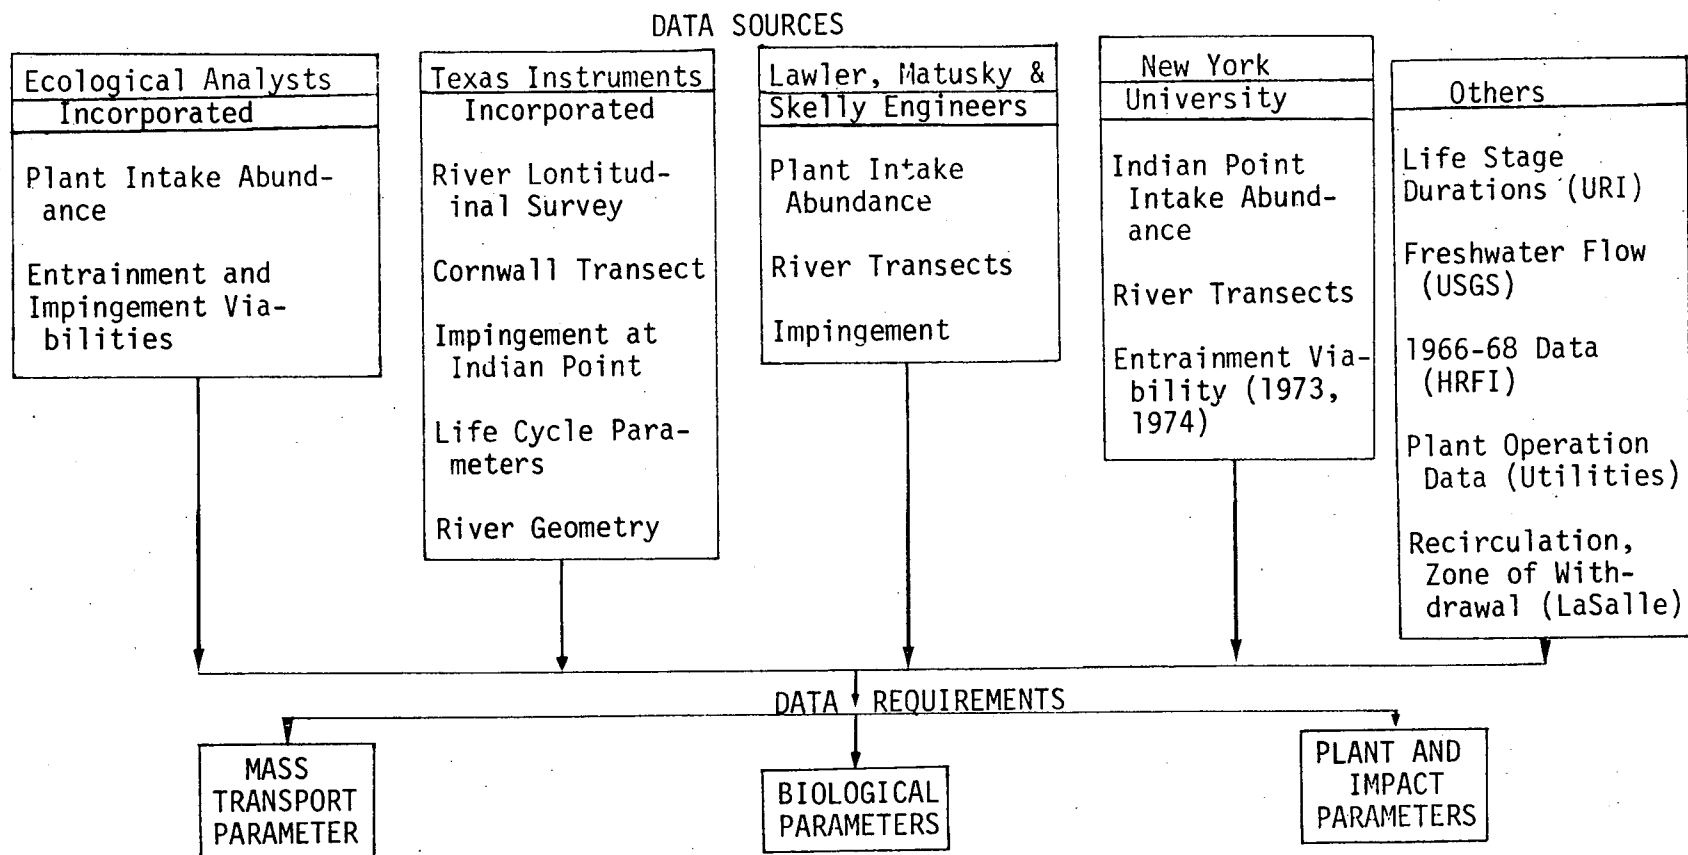 DATA SOURCES
Ecological Analysts
Incorporated
Plant Intake Abund-
ance
Entrainment and
Impingement Via-
bilities
Texas Instruments
Incorporated
River Lontitud-
inal Survey
Cornwall Transect
Impingement at
Indian Point
Life Cycle Para-
meters
River Geometry
Lawler, Matusky &
Skelly Engineers
Plant Intake
Abundance
River Transects
Impingement
New York
University
Indian Point
Intake Abund-
ance
River Transects
Entrainment Via-
bility (1973,
1974)
Others
Life Stage
Durations (URI)
Freshwater Flow
(USGS)
1966-68 Data
(HRFI)
Plant Operation
Data (Utilities)
Recirculation,
Zone of With-
drawal (LaSalle)
DATA REQUIREMENTS
MASS
TRANSPORT
PARAMETER
BIOLOGICAL
PARAMETERS
PLANT AND
IMPACT
PARAMETERS